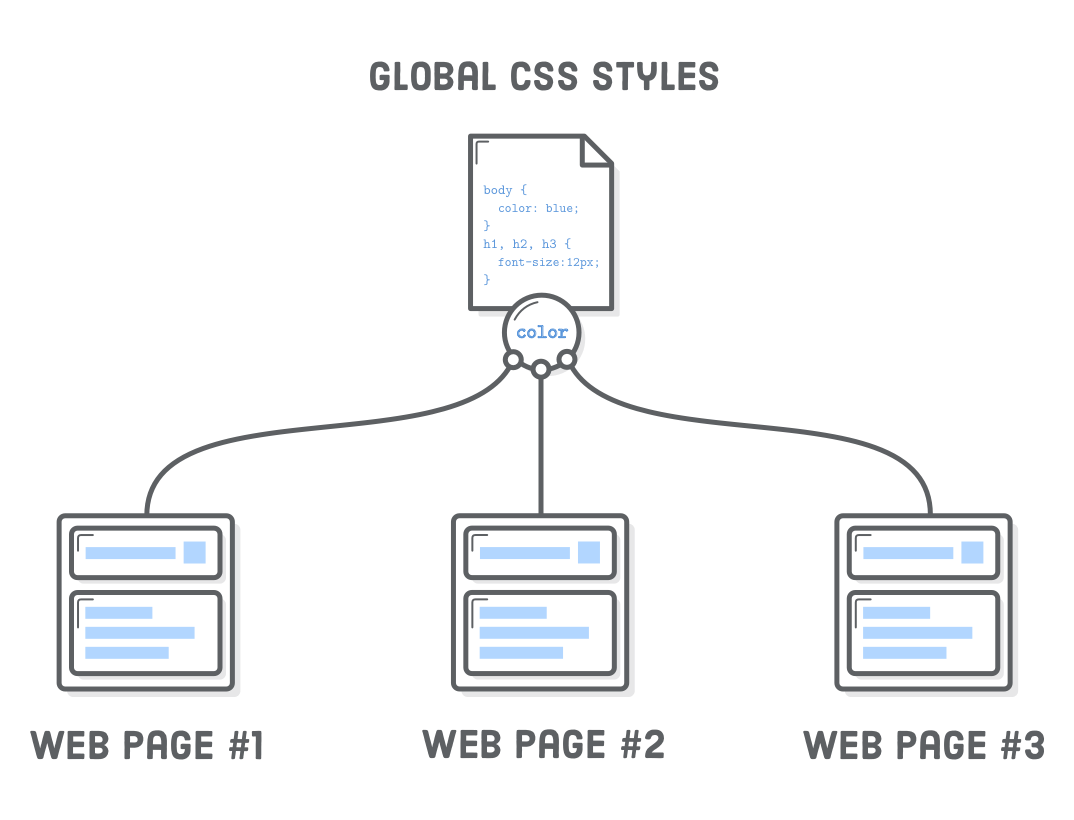 GLOBAL CSS STYLES
body {
  color: blue;
}
h1, h2, h3 {
  font-size:12px;
}
color
WEB PAGE #1
WEB PAGE #2
WEB PAGE #3